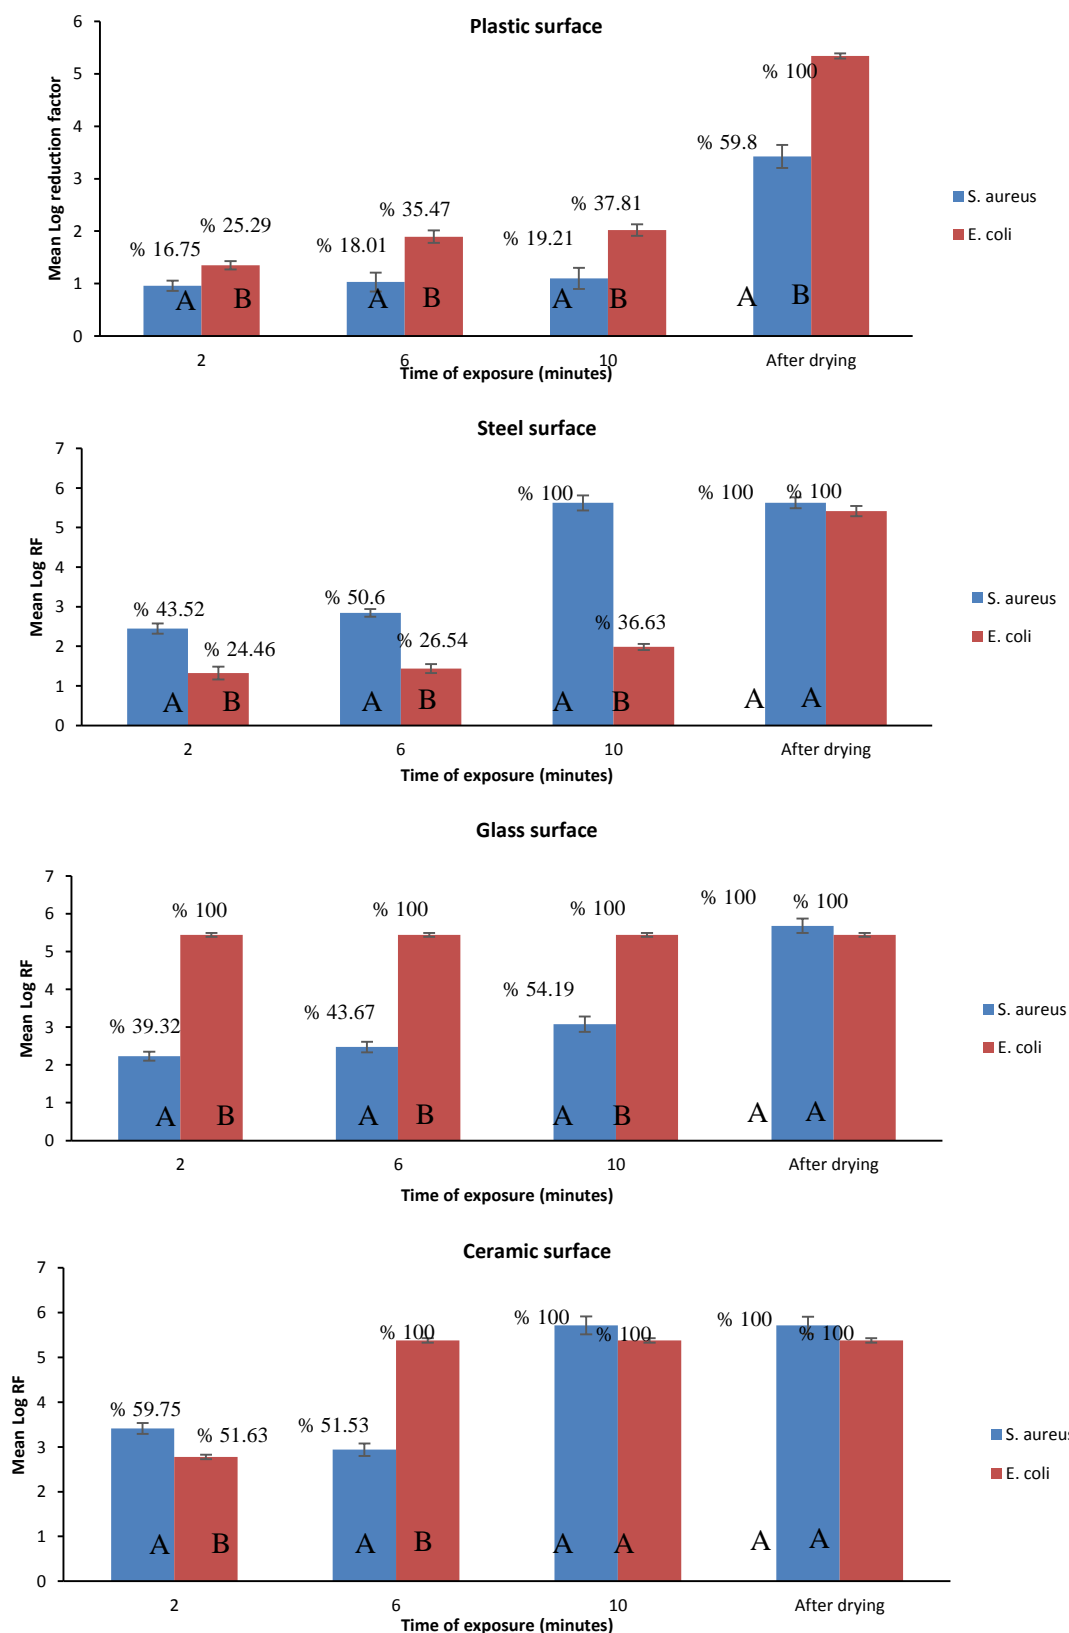 Plastic surface
Mean Log reduction factor
6
5
4
3
2
1
0
% 16.75
% 25.29
% 18.01
% 35.47
% 19.21
% 37.81
% 59.8
% 100
A B A B A B A B
2 6 10 After drying
Time of exposure (minutes)
S. aureus
E. coli
Steel surface
Mean Log RF
7
6
5
4
3
2
1
0
% 43.52
% 24.46
% 50.6
% 26.54
% 100
% 36.63
% 100
% 100
A B A B A B A A
2 6 10 After drying
Time of exposure (minutes)
S. aureus
E. coli
Glass surface
Mean Log RF
7
6
5
4
3
2
1
0
% 39.32
% 100
% 43.67
% 100
% 54.19
% 100
% 100
% 100
A B A B A B A A
2 6 10 After drying
Time of exposure (minutes)
S. aureus
E. coli
Ceramic surface
Mean Log RF
7
6
5
4
3
2
1
0
% 59.75
% 51.63
% 51.53
% 100
% 100
% 100
% 100
% 100
A B A B A A A A
2 6 10 After drying
Time of exposure (minutes)
S. aureus
E. coli